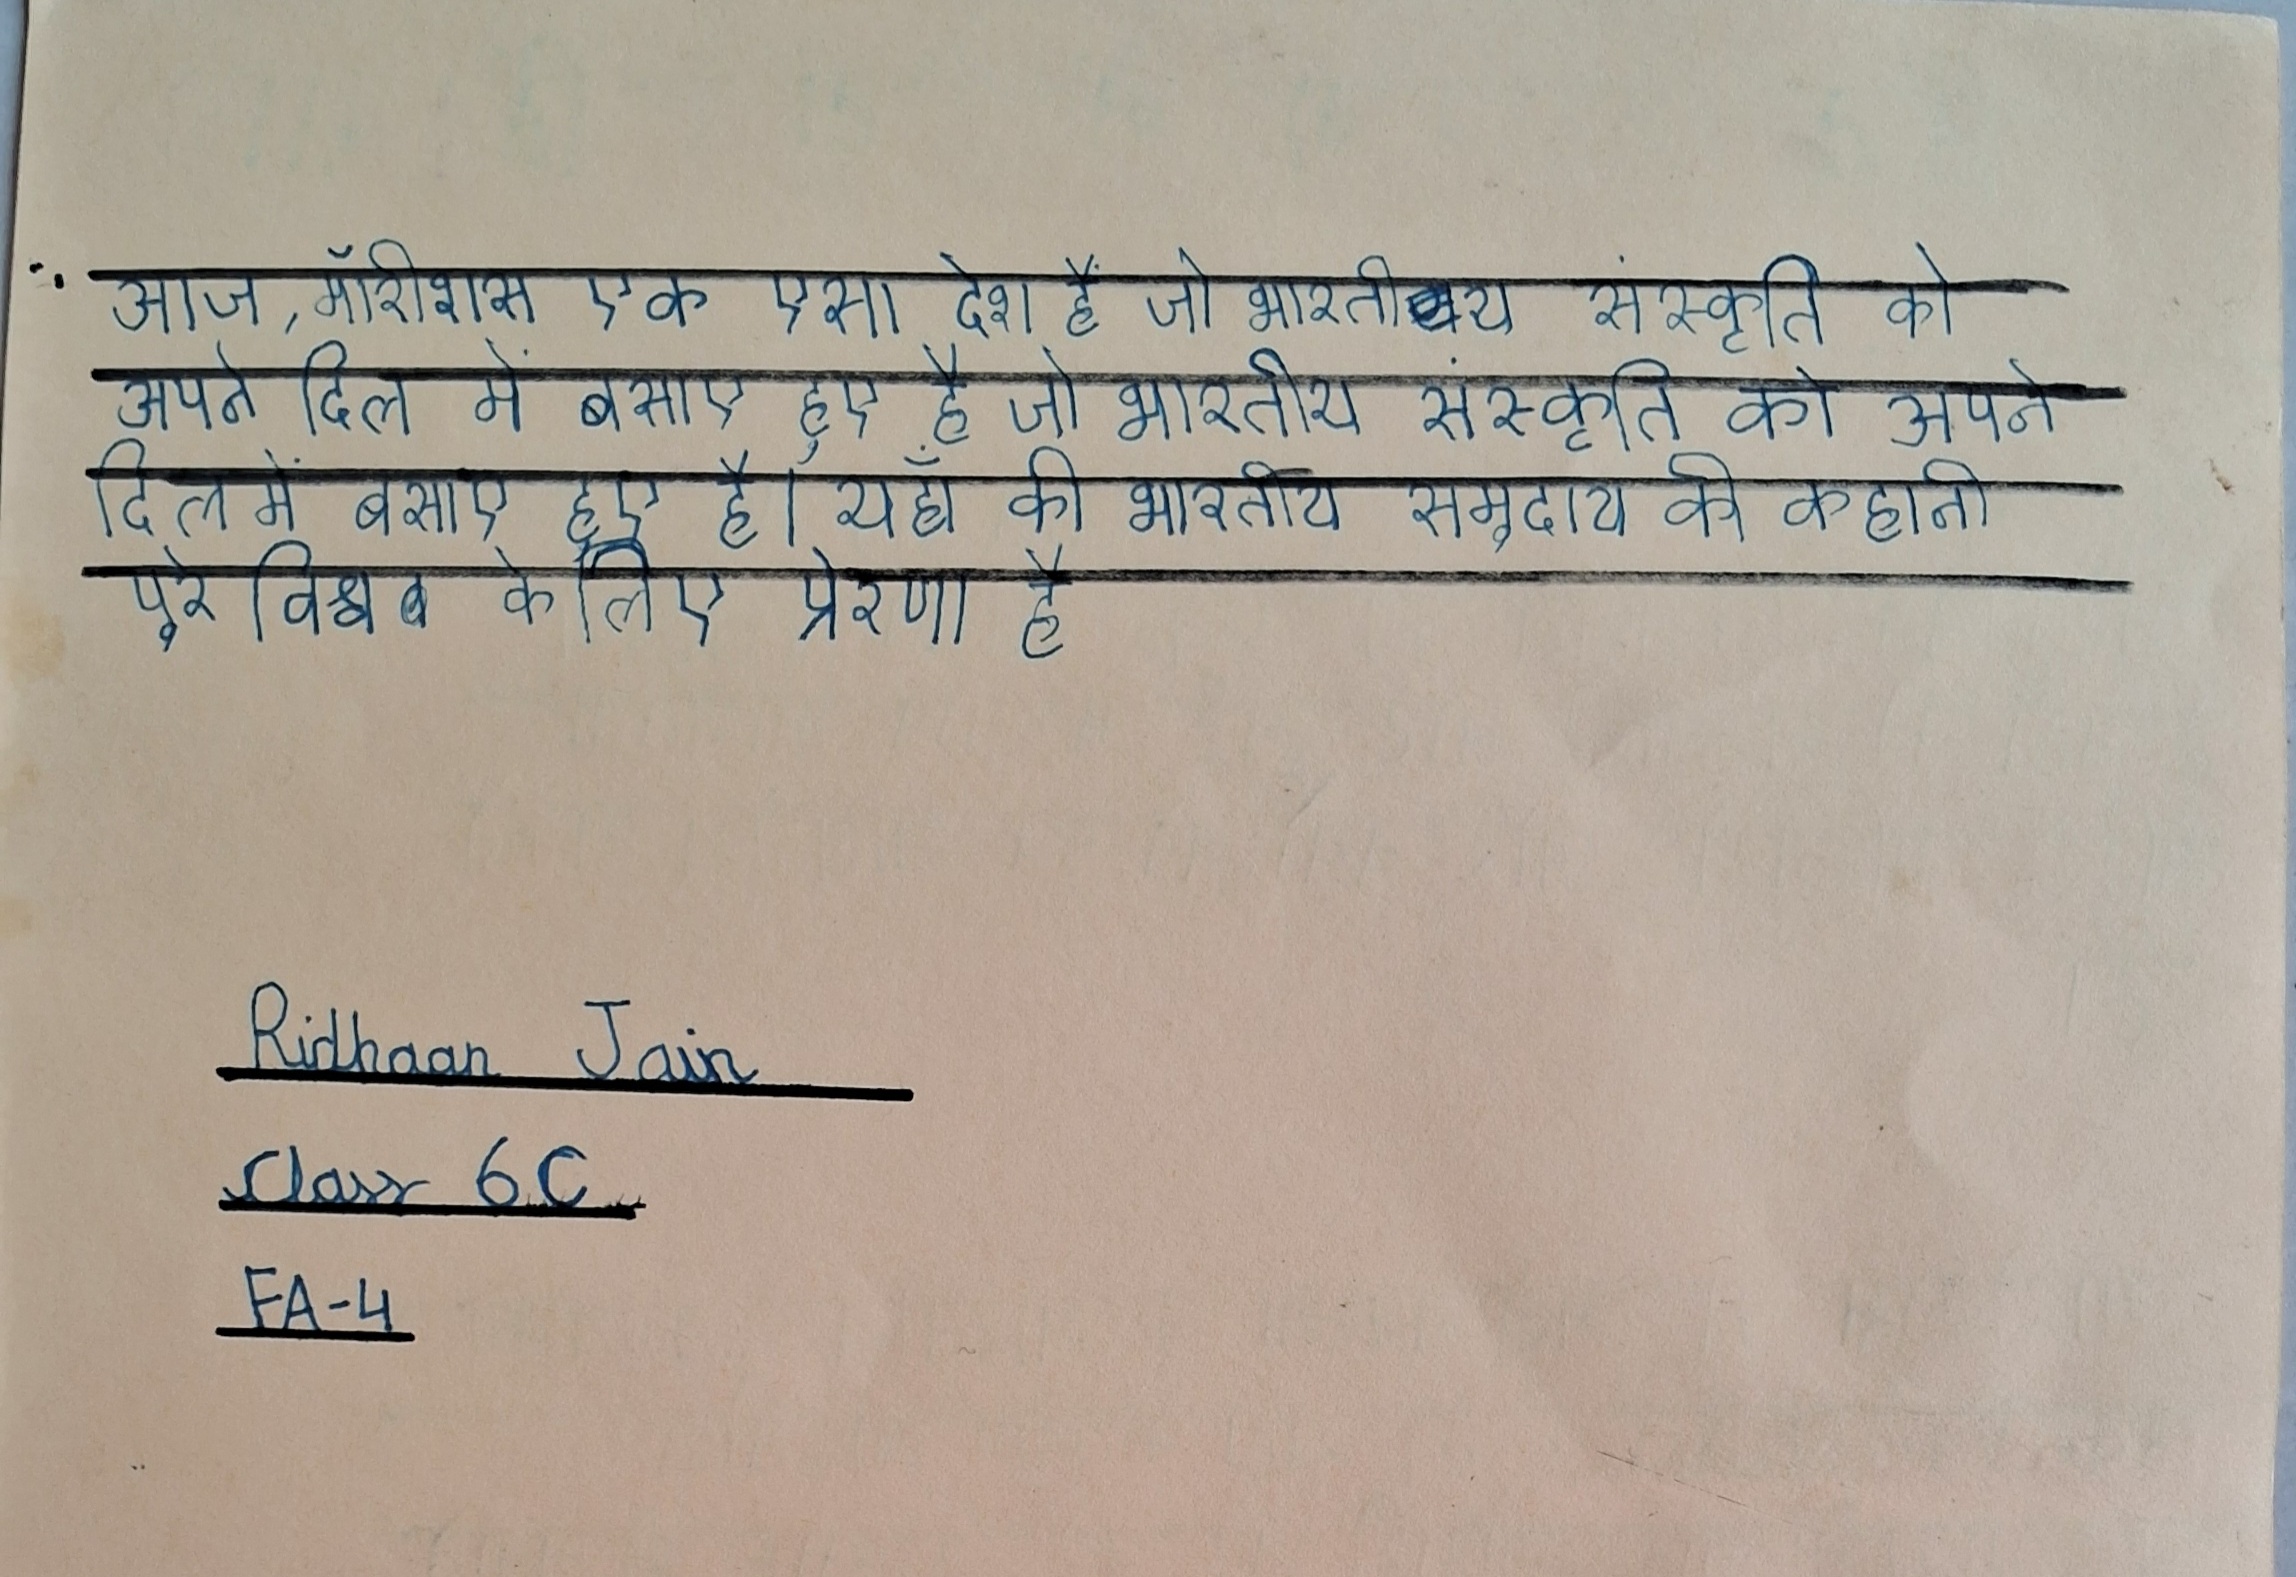 आज, मॉरीशस एक एसा देश हैं जो भारतीय संस्कृति को
अपने दिल में बसाए हुए है जो भारतीय संस्कृति को अपने
दिल में बसाए हुए है। यहाँ की भारतीय समूदाय की कहानी
पूरे विश्व के लिए प्रेरणा है
Ridhaan Jain
Class 6C
FA-4